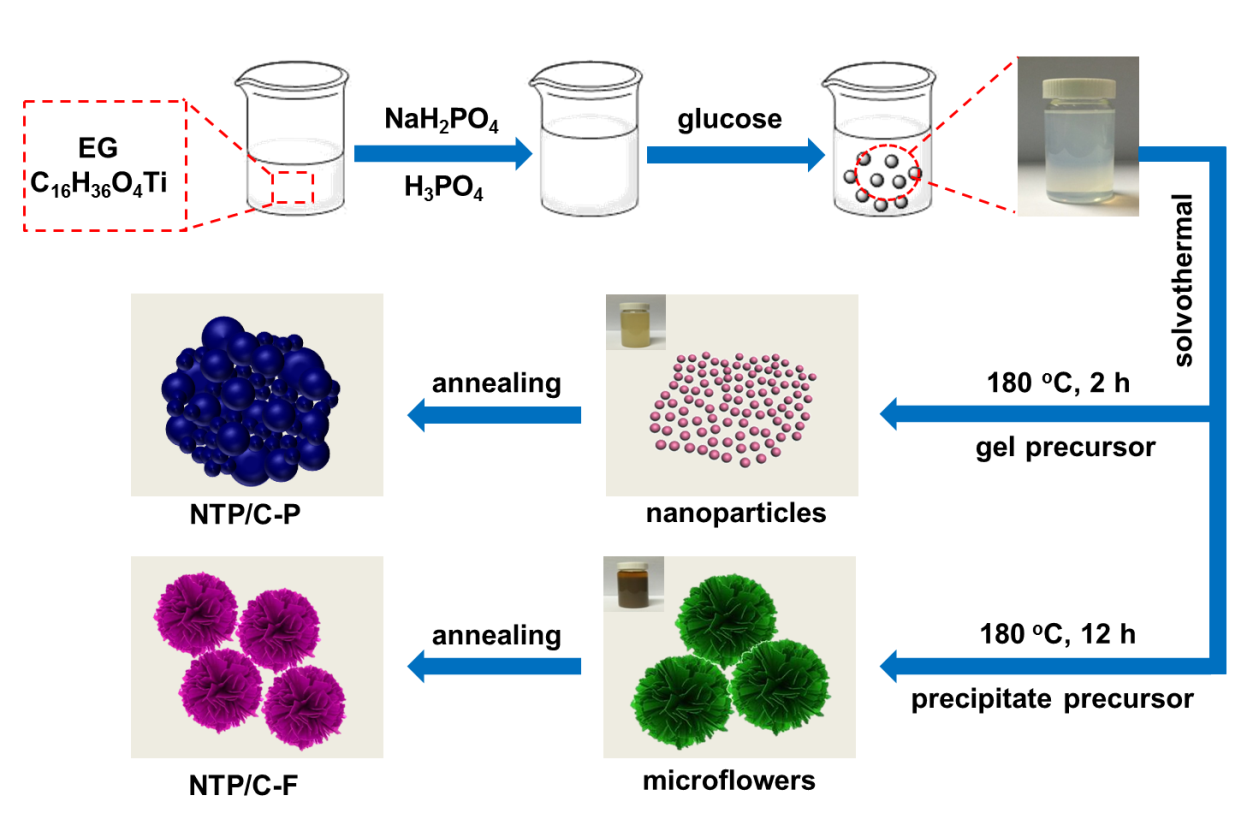 EG
C₁₆H₃₆O₄Ti
NaH₂PO₄
H₃PO₄
glucose
solvothermal
180 ºC, 2 h
gel precursor
annealing
nanoparticles
NTP/C-P
180 ºC, 12 h
precipitate precursor
annealing
microflowers
NTP/C-F